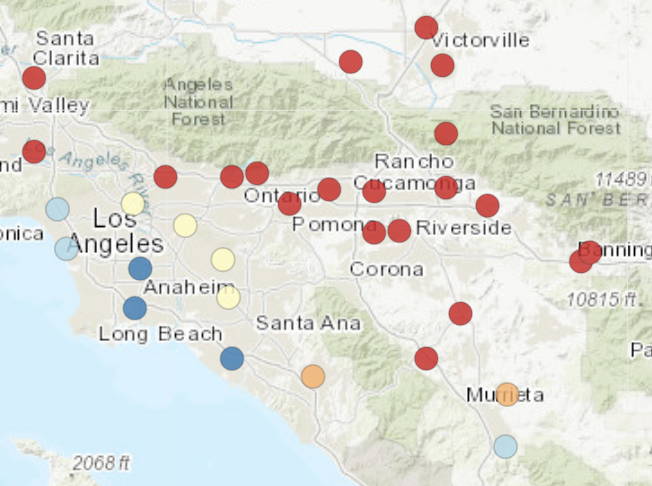 Santa
Clarita
Victorville
mi Valley
Angeles
National
Forest
San Bernardino
National Forest
Los Angeles River
nd
Rancho
Cucamonga
11489 ft
SAN BER
Ontario
Pomona
Riverside
onica
Los
Angeles
Banning
Corona
Anaheim
10815 ft
Long Beach
Santa Ana
Pa
Murrieta
2068 ft